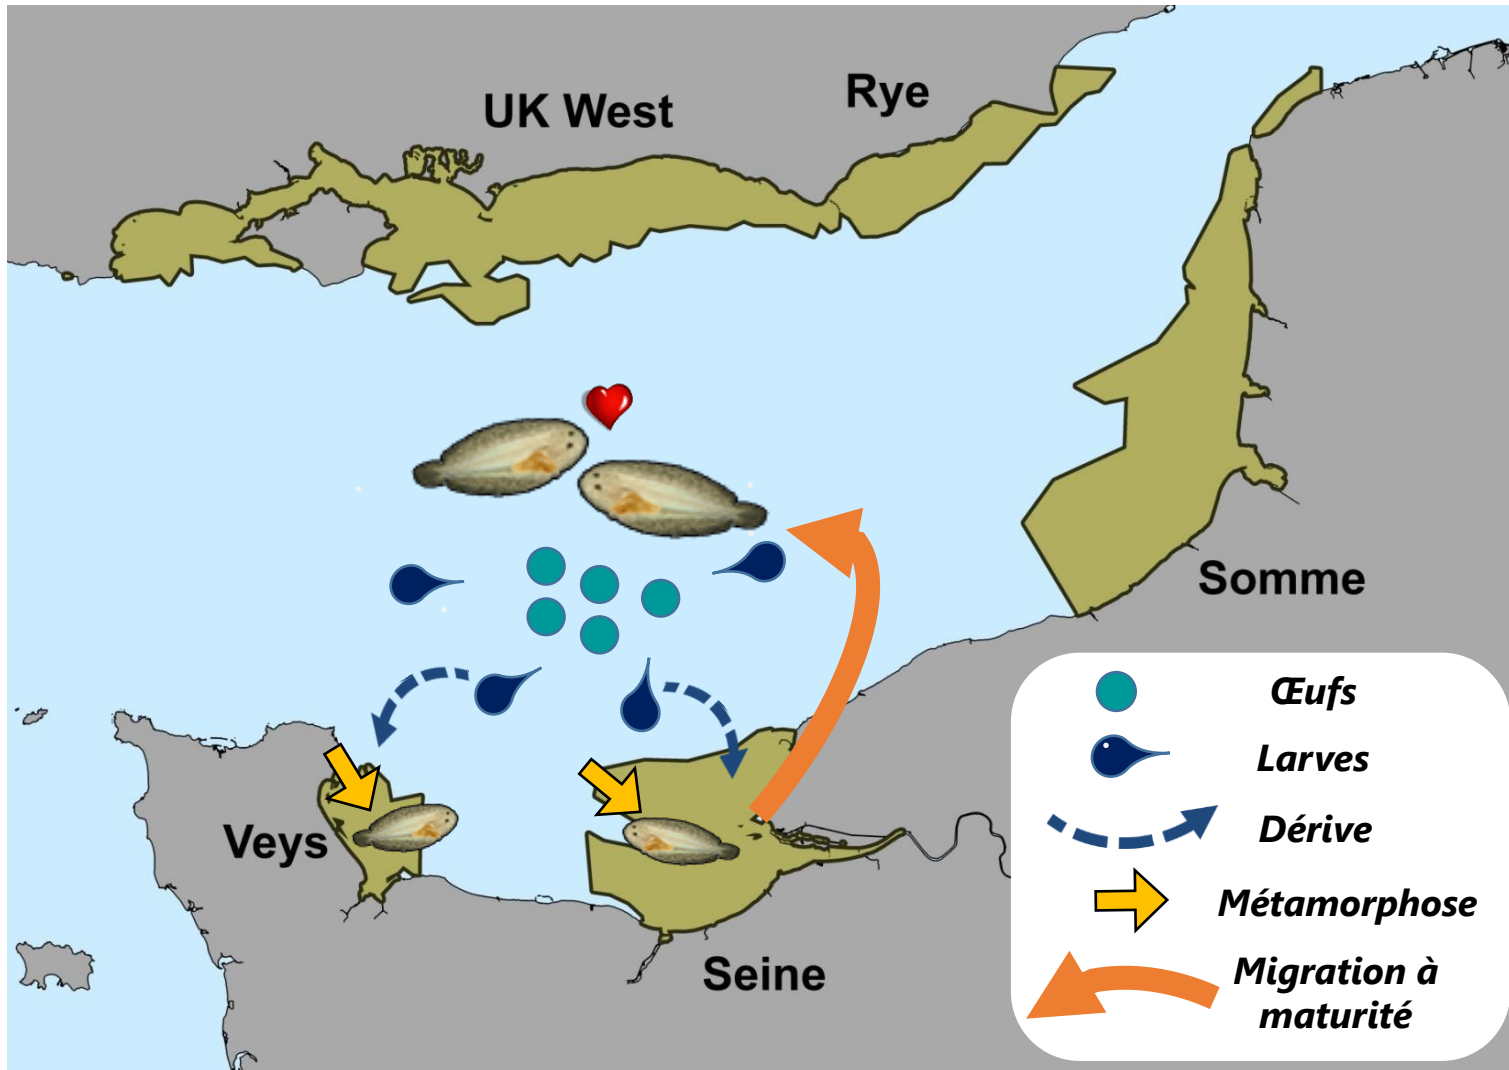 UK West
Rye
Somme
Veys
Seine
Œufs
Larves
Dérive
Métamorphose
Migration à
maturité